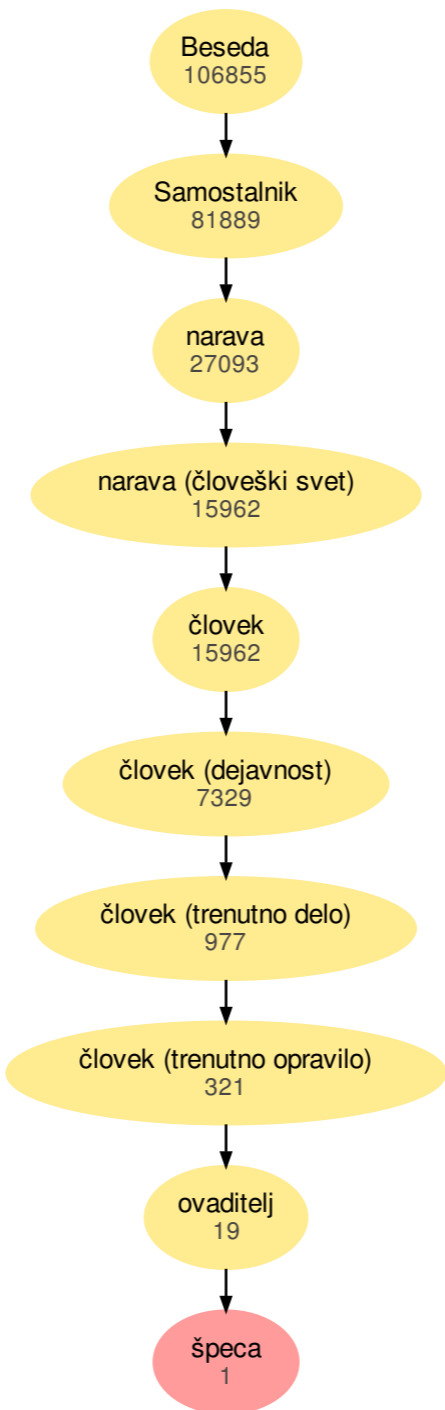 Beseda
106855
Samostalnik
81889
narava
27093
narava (človeški svet)
15962
človek
15962
človek (dejavnost)
7329
človek (trenutno delo)
977
človek (trenutno opravilo)
321
ovaditelj
19
špeca
1